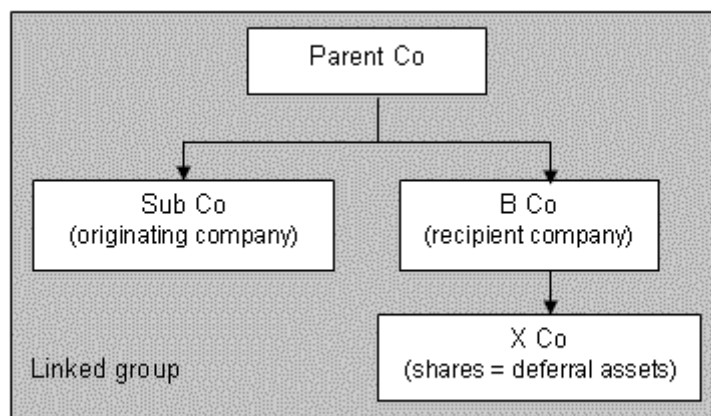 Parent Co
Sub Co
(originating company)
B Co
(recipient company)
X Co
(shares = deferral assets)
Linked group